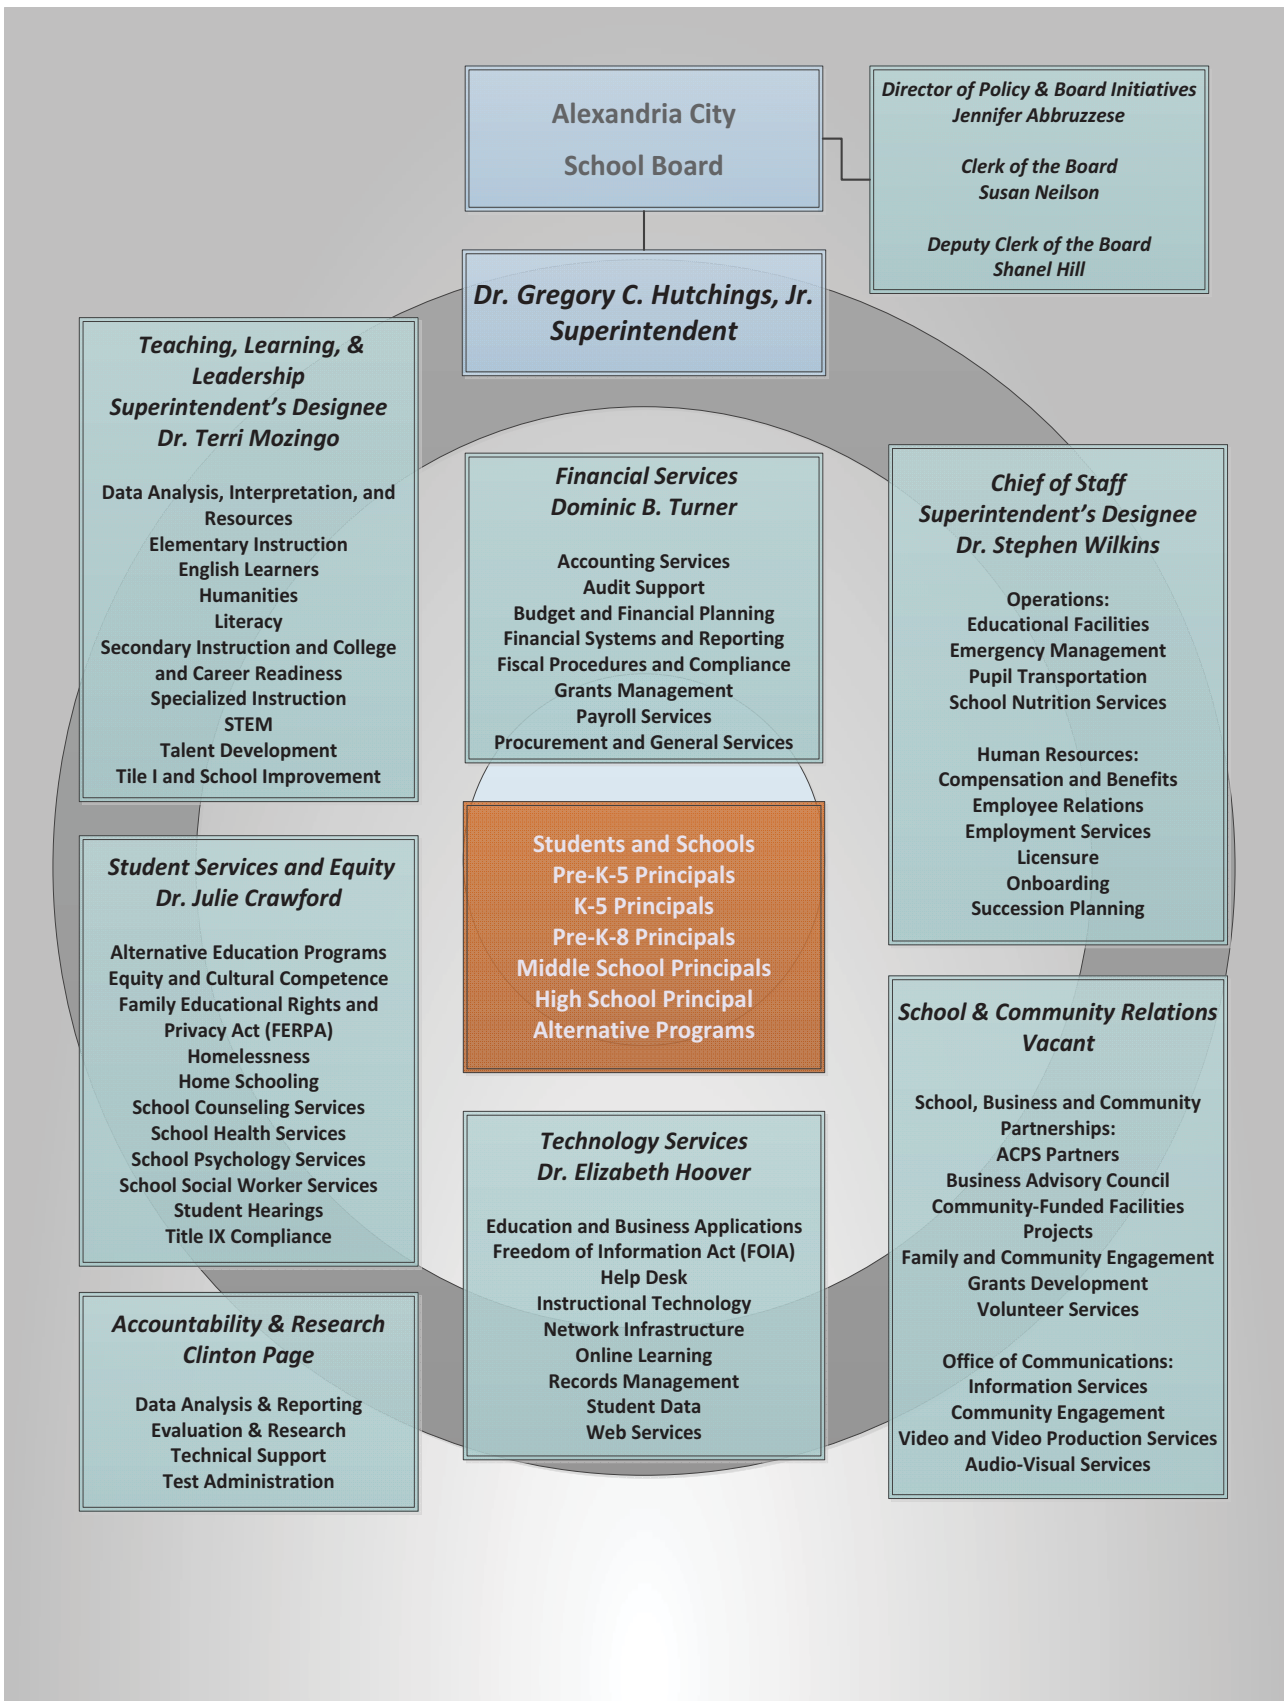 Alexandria City
School Board
Director of Policy & Board Initiatives
Jennifer Abbruzzese
Clerk of the Board
Susan Neilson
Deputy Clerk of the Board
Shanel Hill
Dr. Gregory C. Hutchings, Jr.
Superintendent
Teaching, Learning, &
Leadership
Superintendent's Designee
Dr. Terri Mozingo
Data Analysis, Interpretation, and
Resources
Elementary Instruction
English Learners
Humanities
Literacy
Secondary Instruction and College
and Career Readiness
Specialized Instruction
STEM
Talent Development
Tile I and School Improvement
Financial Services
Dominic B. Turner
Accounting Services
Audit Support
Budget and Financial Planning
Financial Systems and Reporting
Fiscal Procedures and Compliance
Grants Management
Payroll Services
Procurement and General Services
Chief of Staff
Superintendent's Designee
Dr. Stephen Wilkins
Operations:
Educational Facilities
Emergency Management
Pupil Transportation
School Nutrition Services
Human Resources:
Compensation and Benefits
Employee Relations
Employment Services
Licensure
Onboarding
Succession Planning
Student Services and Equity
Dr. Julie Crawford
Alternative Education Programs
Equity and Cultural Competence
Family Educational Rights and
Privacy Act (FERPA)
Homelessness
Home Schooling
School Counseling Services
School Health Services
School Psychology Services
School Social Worker Services
Student Hearings
Title IX Compliance
Students and Schools
Pre-K-5 Principals
K-5 Principals
Pre-K-8 Principals
Middle School Principals
High School Principal
Alternative Programs
School & Community Relations
Vacant
School, Business and Community
Partnerships:
ACPS Partners
Business Advisory Council
Community-Funded Facilities
Projects
Family and Community Engagement
Grants Development
Volunteer Services
Office of Communications:
Information Services
Community Engagement
Video and Video Production Services
Audio-Visual Services
Technology Services
Dr. Elizabeth Hoover
Education and Business Applications
Freedom of Information Act (FOIA)
Help Desk
Instructional Technology
Network Infrastructure
Online Learning
Records Management
Student Data
Web Services
Accountability & Research
Clinton Page
Data Analysis & Reporting
Evaluation & Research
Technical Support
Test Administration